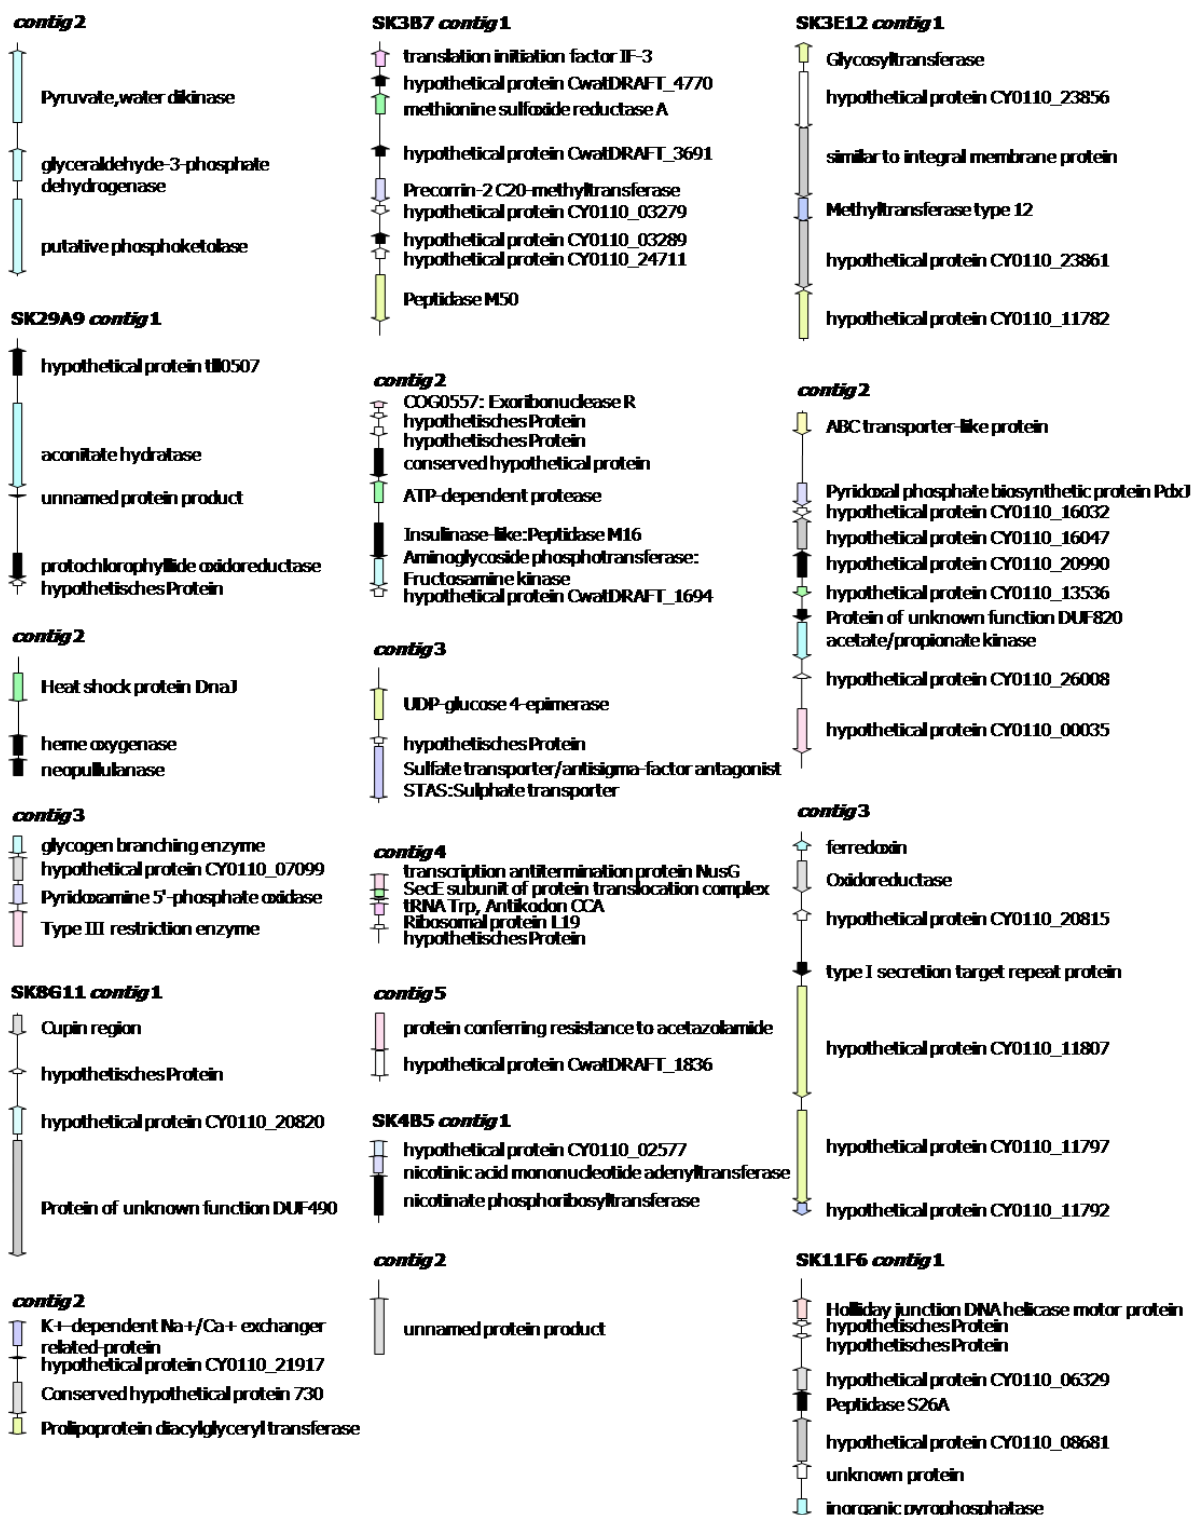 contig 2
Pyruvate,water dikinase
glyceraldehyde-3-phosphate
dehydrogenase
putative phosphoketolase
SK29A9 contig 1
hypothetical protein tll0507
aconitate hydratase
unnamed protein product
protochlorophyllide oxidoreductase
hypothetisches Protein
contig 2
Heat shock protein DnaJ
heme oxygenase
neopullulanase
contig 3
glycogen branching enzyme
hypothetical protein CY0110_07099
Pyridoxamine 5'-phosphate oxidase
Type III restriction enzyme
SK8G11 contig 1
Cupin region
hypothetisches Protein
hypothetical protein CY0110_20820
Protein of unknown function DUF490
contig 2
K+-dependent Na+/Ca+ exchanger
related-protein
hypothetical protein CY0110_21917
Conserved hypothetical protein 730
Prolipoprotein diacylglyceryl transferase
SK3B7 contig 1
translation initiation factor IF-3
hypothetical protein CwatDRAFT_4770
methionine sulfoxide reductase A
hypothetical protein CwatDRAFT_3691
Precorrin-2 C20-methyltransferase
hypothetical protein CY0110_03279
hypothetical protein CY0110_03289
hypothetical protein CY0110_24711
Peptidase M50
contig 2
COG0557: Exoribonuclease R
hypothetisches Protein
hypothetisches Protein
conserved hypothetical protein
ATP-dependent protease
Insulinase-like:Peptidase M16
Aminoglycoside phosphotransferase:
Fructosamine kinase
hypothetical protein CwatDRAFT_1694
contig 3
UDP-glucose 4-epimerase
hypothetisches Protein
Sulfate transporter/antisigma-factor antagonist
STAS:Sulphate transporter
contig 4
transcription antitermination protein NusG
SecE subunit of protein translocation complex
tRNA Trp, Antikodon CCA
Ribosomal protein L19
hypothetisches Protein
contig 5
protein conferring resistance to acetazolamide
hypothetical protein CwatDRAFT_1836
SK4B5 contig 1
hypothetical protein CY0110_02577
nicotinic acid mononucleotide adenyltransferase
nicotinate phosphoribosyltransferase
contig 2
unnamed protein product
SK3E12 contig 1
Glycosyltransferase
hypothetical protein CY0110_23856
similar to integral membrane protein
Methyltransferase type 12
hypothetical protein CY0110_23861
hypothetical protein CY0110_11782
contig 2
ABC transporter-like protein
Pyridoxal phosphate biosynthetic protein PdxJ
hypothetical protein CY0110_16032
hypothetical protein CY0110_16047
hypothetical protein CY0110_20990
hypothetical protein CY0110_13536
Protein of unknown function DUF820
acetate/propionate kinase
hypothetical protein CY0110_26008
hypothetical protein CY0110_00035
contig 3
ferredoxin
Oxidoreductase
hypothetical protein CY0110_20815
type I secretion target repeat protein
hypothetical protein CY0110_11807
hypothetical protein CY0110_11797
hypothetical protein CY0110_11792
SK11F6 contig 1
Holliday junction DNA helicase motor protein
hypothetisches Protein
hypothetisches Protein
hypothetical protein CY0110_06329
Peptidase S26A
hypothetical protein CY0110_08681
unknown protein
inorganic pyrophosphatase